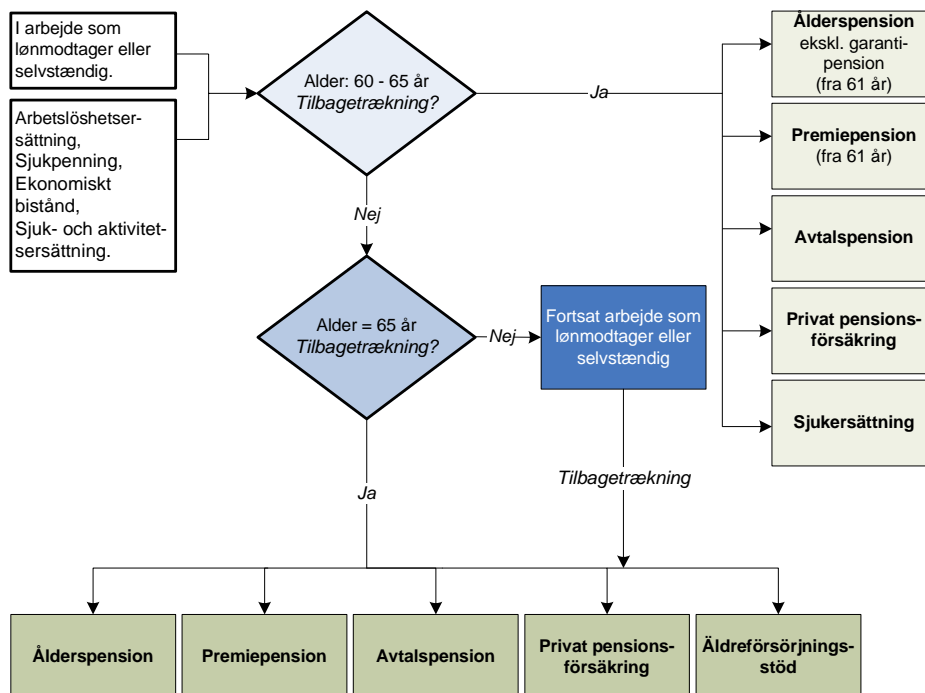 I arbejde som
lønmodtager eller
selvstændig.
Arbetslöshetser-
sättning,
Sjukpenning,
Ekonomiskt
bistånd,
Sjuk- och aktivitet-
sersättning.
Alder: 60 - 65 år
Tilbagetrækning?
Ja
Nej
Ålderspension
ekskl. garanti-
pension
(fra 61 år)
Premiepension
(fra 61 år)
Avtalspension
Privat pensions-
försäkring
Sjukersättning
Alder = 65 år
Tilbagetrækning?
Nej
Fortsat arbejde som
lønmodtager eller
selvstændig
Ja
Tilbagetrækning
Ålderspension
Premiepension
Avtalspension
Privat pensions-
försäkring
Äldreförsörjnings-
stöd